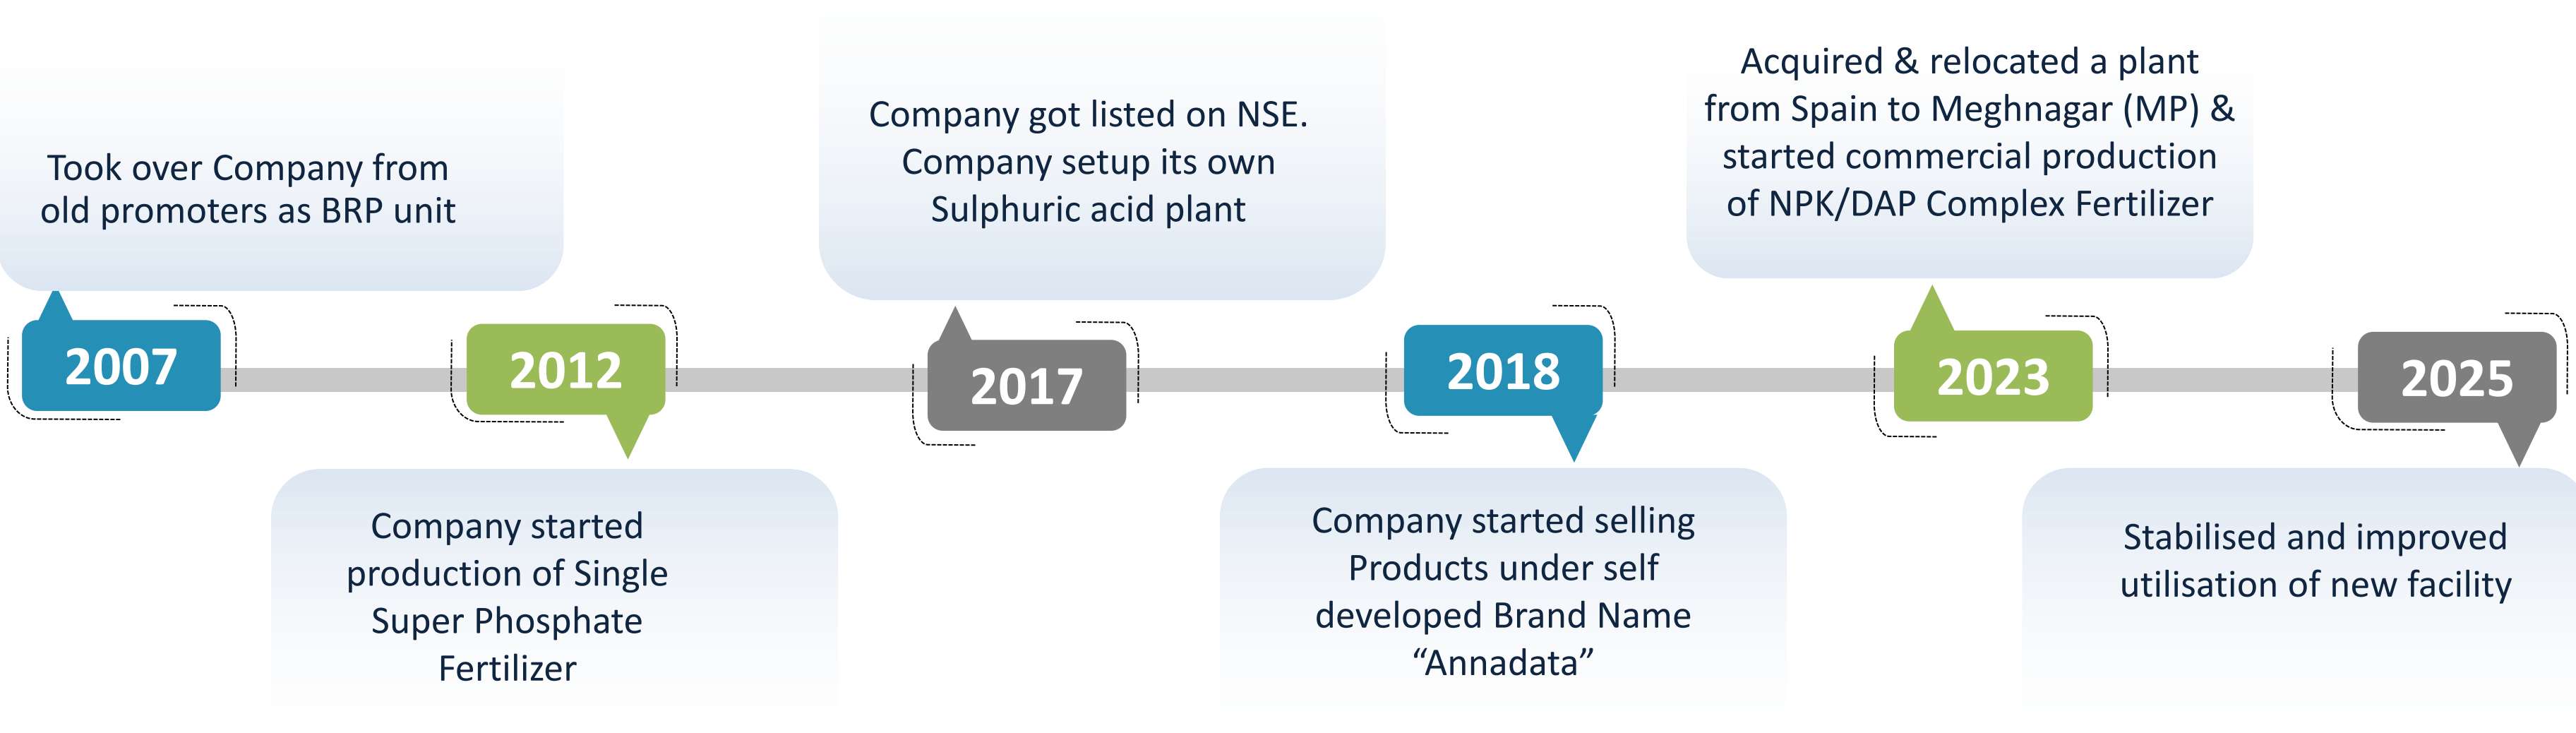 Took over Company from
old promoters as BRP unit
2007
2012
Company started
production of Single
Super Phosphate
Fertilizer
Company got listed on NSE.
Company setup its own
Sulphuric acid plant
2017
2018
Company started selling
Products under self
developed Brand Name
“Annadata”
Acquired & relocated a plant
from Spain to Meghnagar (MP) &
started commercial production
of NPK/DAP Complex Fertilizer
2023
2025
Stabilised and improved
utilisation of new facility